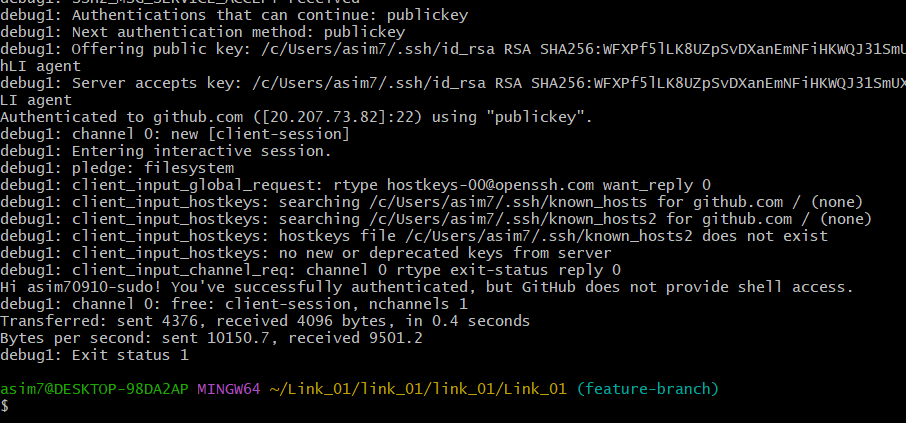 debug1: SSH2_MSG_SERVICE_ACCEPT received
debug1: Authentications that can continue: publickey
debug1: Next authentication method: publickey
debug1: Offering public key: /c/Users/asim7/.ssh/id_rsa RSA SHA256:WFXPf5lLK8UZpSvDXanEmNFiHKWQJ31SmU
hLI agent
debug1: Server accepts key: /c/Users/asim7/.ssh/id_rsa RSA SHA256:WFXPf5lLK8UZpSvDXanEmNFiHKWQJ31SmUX
LI agent
Authenticated to github.com ([20.207.73.82]:22) using "publickey".
debug1: channel 0: new [client-session]
debug1: Entering interactive session.
debug1: pledge: filesystem
debug1: client_input_global_request: rtype hostkeys-00@openssh.com want_reply 0
debug1: client_input_hostkeys: searching /c/Users/asim7/.ssh/known_hosts for github.com / (none)
debug1: client_input_hostkeys: searching /c/Users/asim7/.ssh/known_hosts2 for github.com / (none)
debug1: client_input_hostkeys: hostkeys file /c/Users/asim7/.ssh/known_hosts2 does not exist
debug1: client_input_hostkeys: no new or deprecated keys from server
debug1: client_input_channel_req: channel 0 rtype exit-status reply 0
Hi asim70910-sudo! You've successfully authenticated, but GitHub does not provide shell access.
debug1: channel 0: free: client-session, nchannels 1
Transferred: sent 4376, received 4096 bytes, in 0.4 seconds
Bytes per second: sent 10150.7, received 9501.2
debug1: Exit status 1
asim7@DESKTOP-98DA2AP MINGW64 ~/Link_01/link_01/link_01/Link_01 (feature-branch)
$